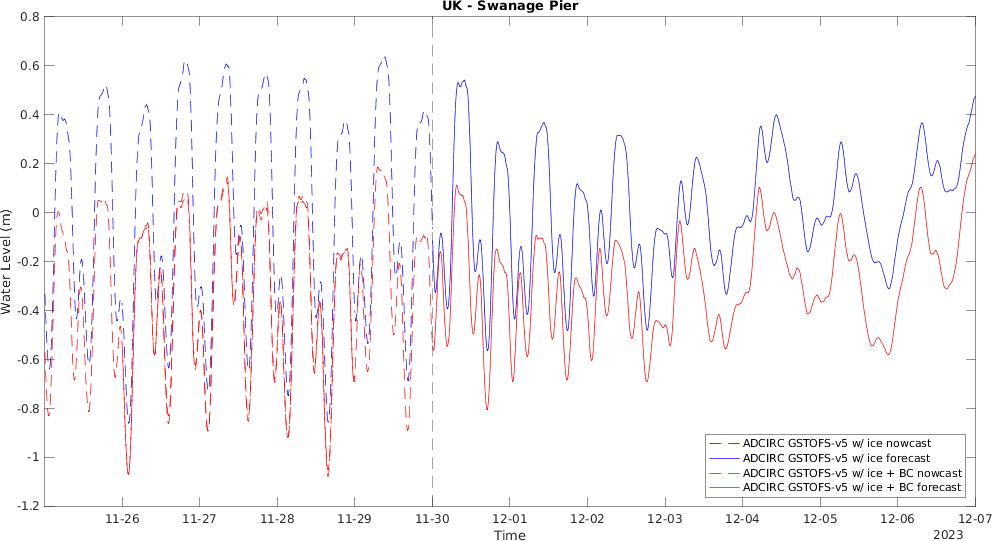 UK - Swanage Pier
Water Level (m)
0.8
0.6
0.4
0.2
0
-0.2
-0.4
-0.6
-0.8
-1
-1.2
ADCIRC GSTOFS-v5 w/ ice nowcast
ADCIRC GSTOFS-v5 w/ ice forecast
ADCIRC GSTOFS-v5 w/ ice + BC nowcast
ADCIRC GSTOFS-v5 w/ ice + BC forecast
11-26 11-27 11-28 11-29 11-30 12-01 12-02 12-03 12-04 12-05 12-06 12-07
Time
2023